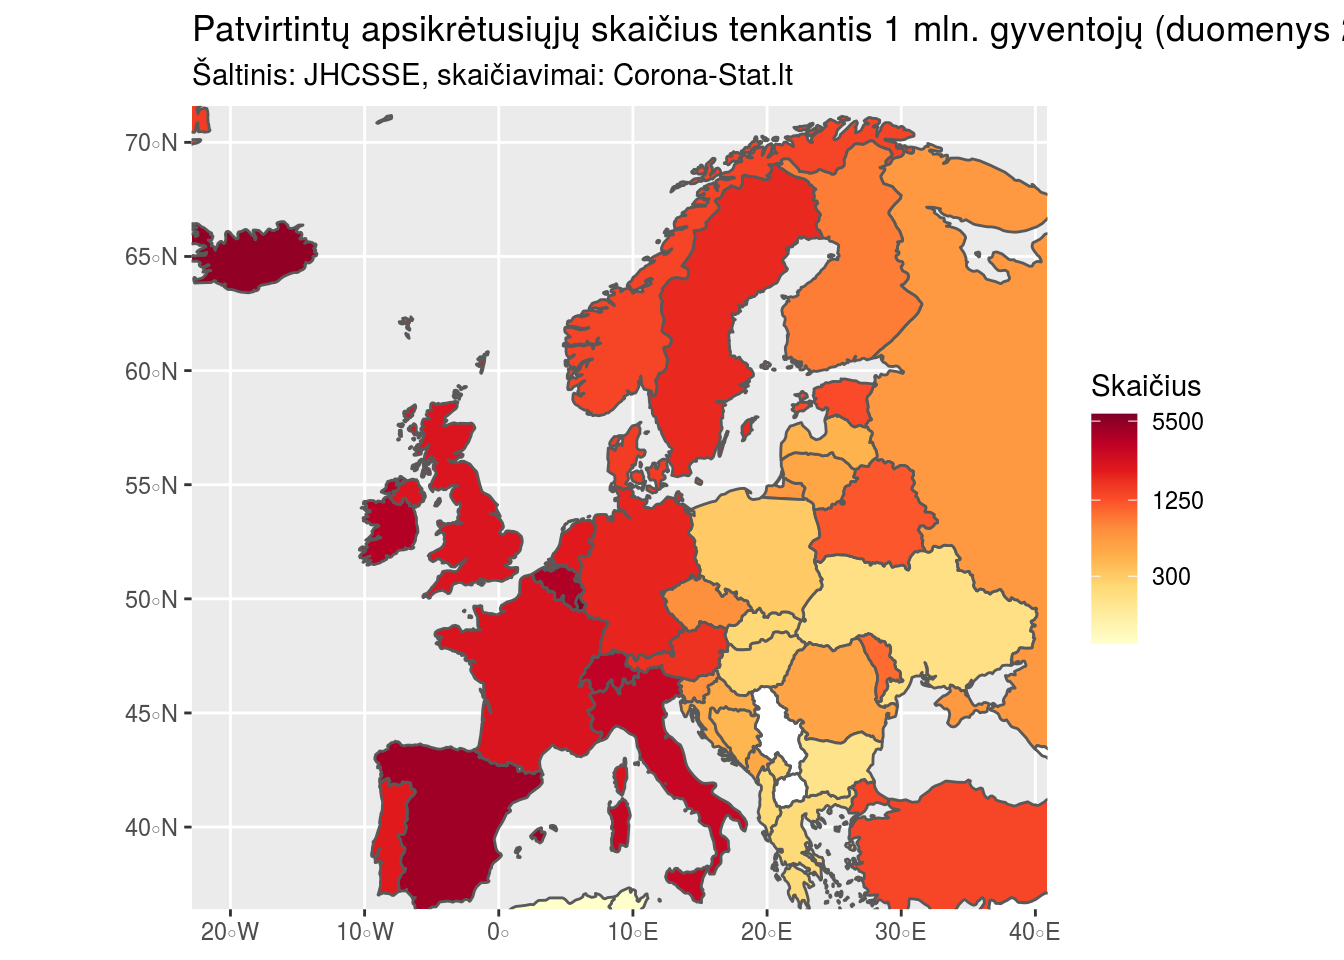 Patvirtintų apsikrėtusiųjų skaičius tenkantis 1 mln. gyventojų (duomenys
Šaltinis: JHCSSE, skaičiavimai: Corona-Stat.lt
70°N
65°N
60°N
55°N
50°N
45°N
40°N
20°W 10°W 0° 10°E 20°E 30°E 40°E
Skaičius
5500
1250
300